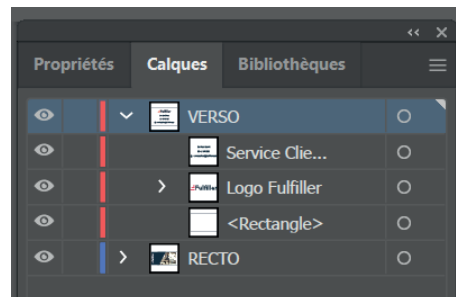 Propriétés Calques Bibliothèques
VERSO
Service Clie...
Logo Fulfiller
<Rectangle>
RECTO